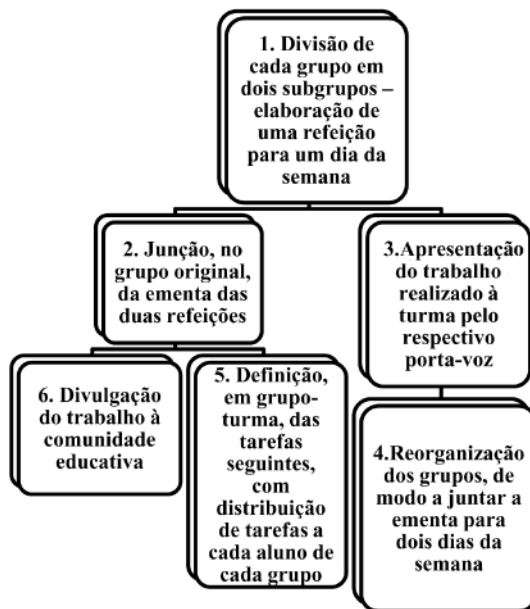 1. Divisão de
cada grupo em
dois subgrupos –
elaboração de
uma refeição
para um dia da
semana
2. Junção, no
grupo original,
da ementa das
duas refeições
3.Apresentação
do trabalho
realizado à
turma pelo
respectivo
porta-voz
6. Divulgação
do trabalho à
comunidade
educativa
5. Definição,
em grupo-
turma, das
tarefas
seguintes,
com
distribuição
de tarefas a
cada aluno de
cada grupo
4.Reorganização
dos grupos, de
modo a juntar a
ementa para
dois dias da
semana